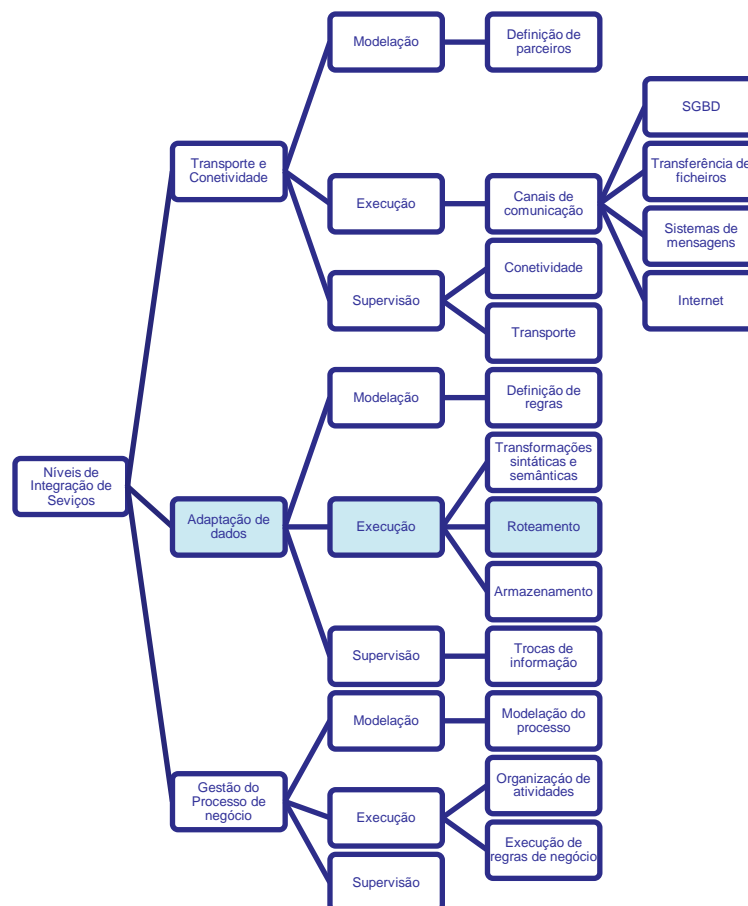 Modelação
Definição de
parceiros
SGBD
Transporte e
Conetividade
Transferência de
ficheiros
Execução
Canais de
comunicação
Sistemas de
mensagens
Conetividade
Supervisão
Internet
Transporte
Modelação
Definição de
regras
Níveis de
Integração de
Seviços
Transformações
sintáticas e
semânticas
Adaptação de
dados
Execução
Roteamento
Armazenamento
Supervisão
Trocas de
informação
Modelação
Modelação do
processo
Gestão do
Processo de
negócio
Organizaçáo de
atividades
Execução
Execução de
regras de negócio
Supervisão